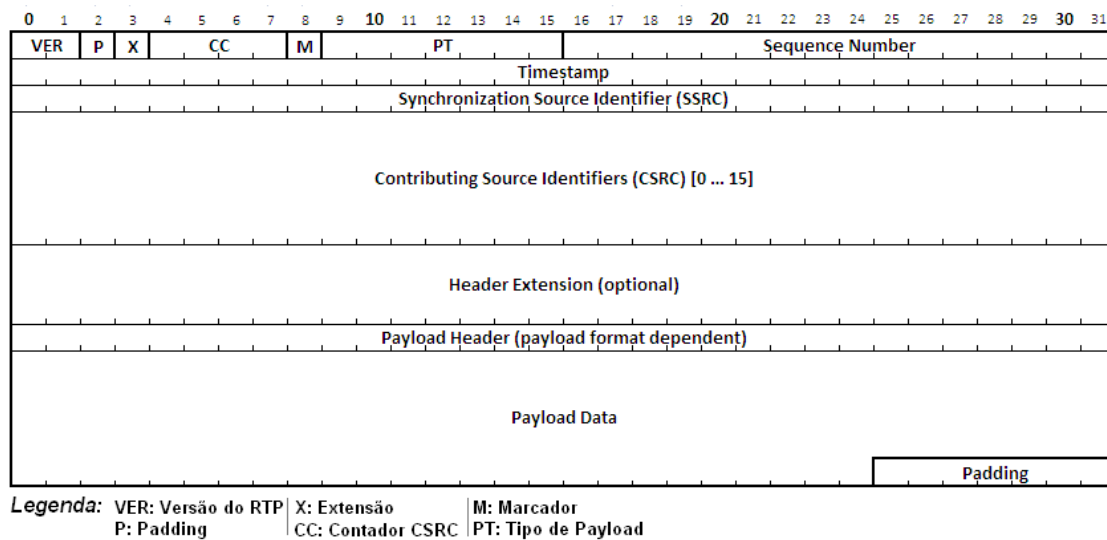 0 1 2 3 4 5 6 7 8 9 10 11 12 13 14 15 16 17 18 19 20 21 22 23 24 25 26 27 28 29 30 31
VER P X CC M PT Sequence Number
Timestamp
Synchronization Source Identifier (SSRC)
Contributing Source Identifiers (CSRC) [0 ... 15]
Header Extension (optional)
Payload Header (payload format dependent)
Payload Data
Padding
Legenda: VER: Versão do RTP X: Extensão M: Marcador
P: Padding CC: Contador CSRC PT: Tipo de Payload